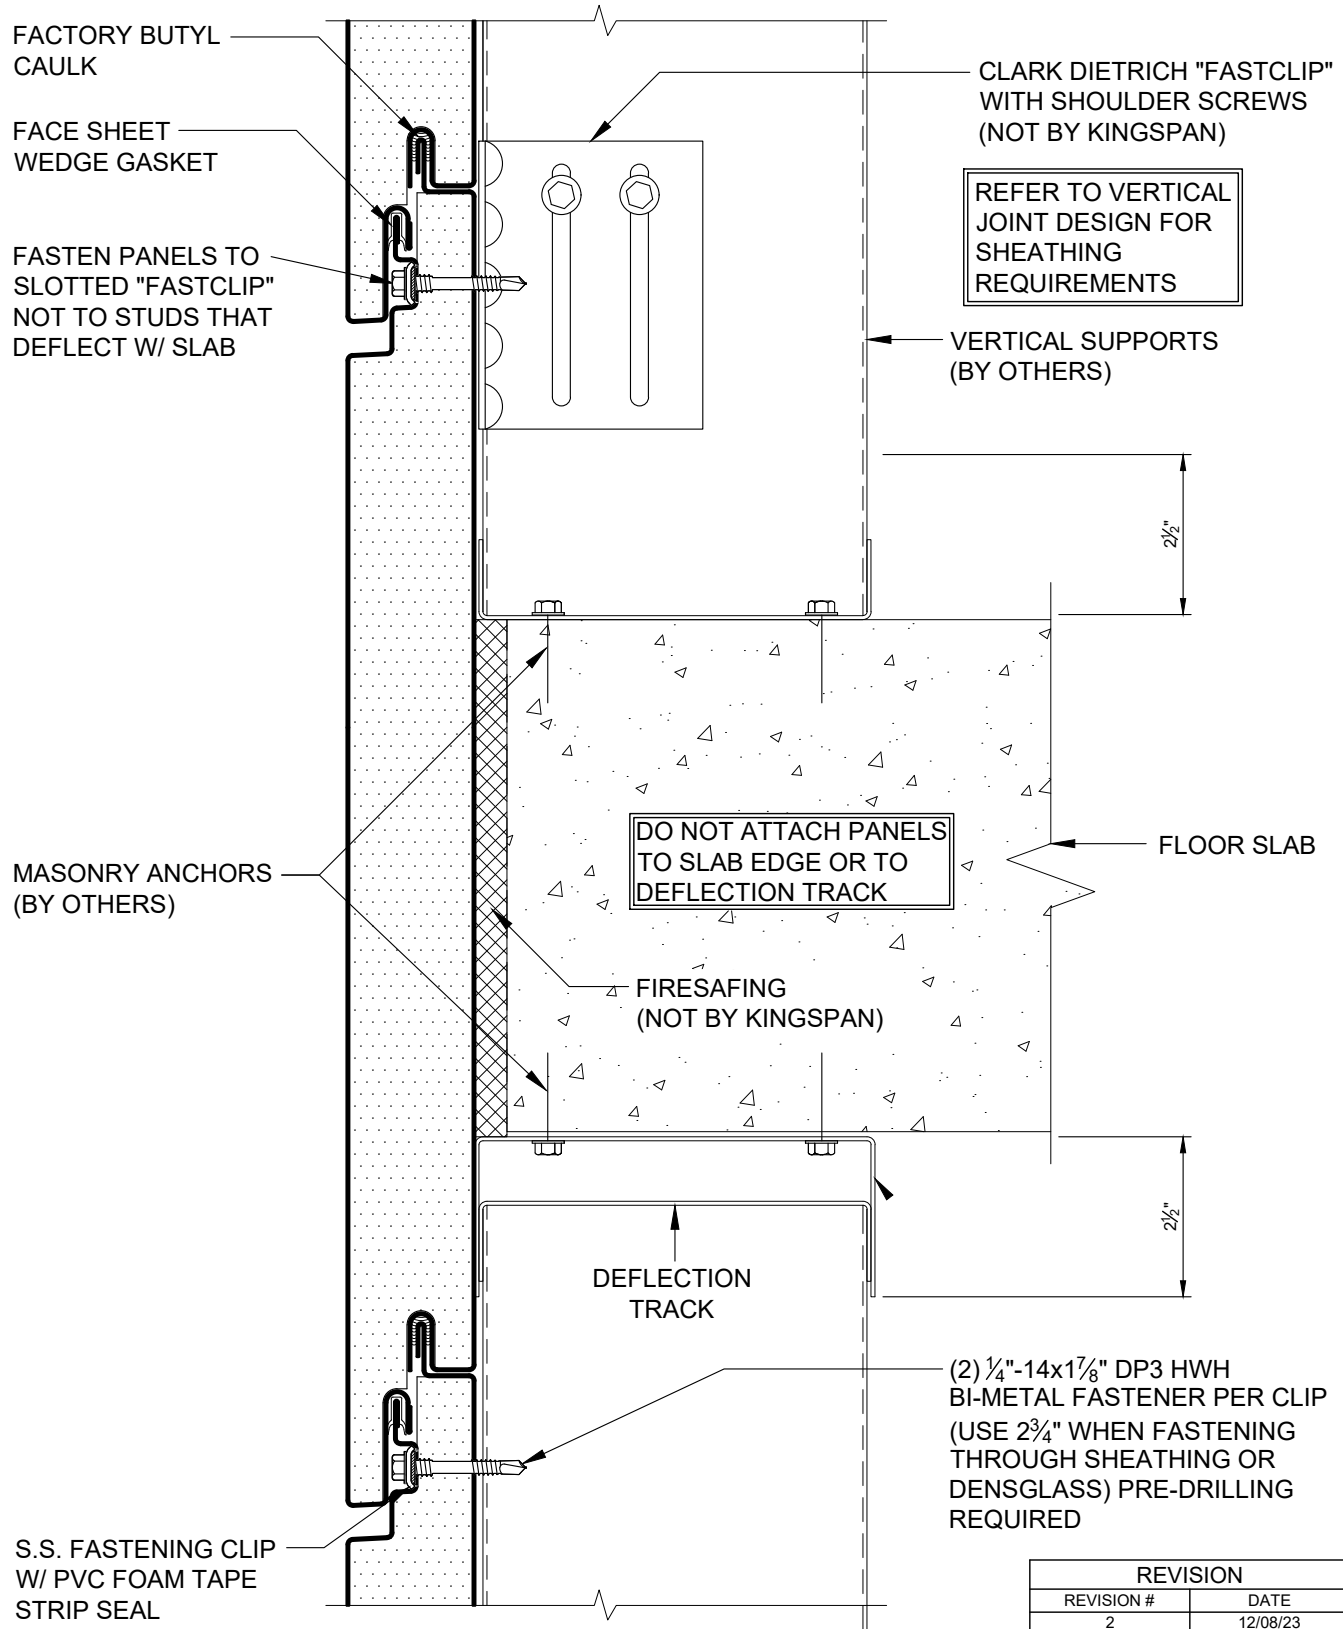 FACTORY BUTYL
CAULK
FACE SHEET
WEDGE GASKET
FASTEN PANELS TO
SLOTTED "FASTCLIP"
NOT TO STUDS THAT
DEFLECT W/ SLAB
CLARK DIETRICH "FASTCLIP"
WITH SHOULDER SCREWS
(NOT BY KINGSPAN)
REFER TO VERTICAL
JOINT DESIGN FOR
SHEATHING
REQUIREMENTS
VERTICAL SUPPORTS
(BY OTHERS)
2½"
DO NOT ATTACH PANELS
TO SLAB EDGE OR TO
DEFLECTION TRACK
FLOOR SLAB
MASONRY ANCHORS
(BY OTHERS)
FIRESAFING
(NOT BY KINGSPAN)
2½"
DEFLECTION
TRACK
(2) ¼"-14x1⅞" DP3 HWH
BI-METAL FASTENER PER CLIP
(USE 2¾" WHEN FASTENING
THROUGH SHEATHING OR
DENSGLASS) PRE-DRILLING
REQUIRED
S.S. FASTENING CLIP
W/ PVC FOAM TAPE
STRIP SEAL
REVISION
REVISION # DATE
2 12/08/23